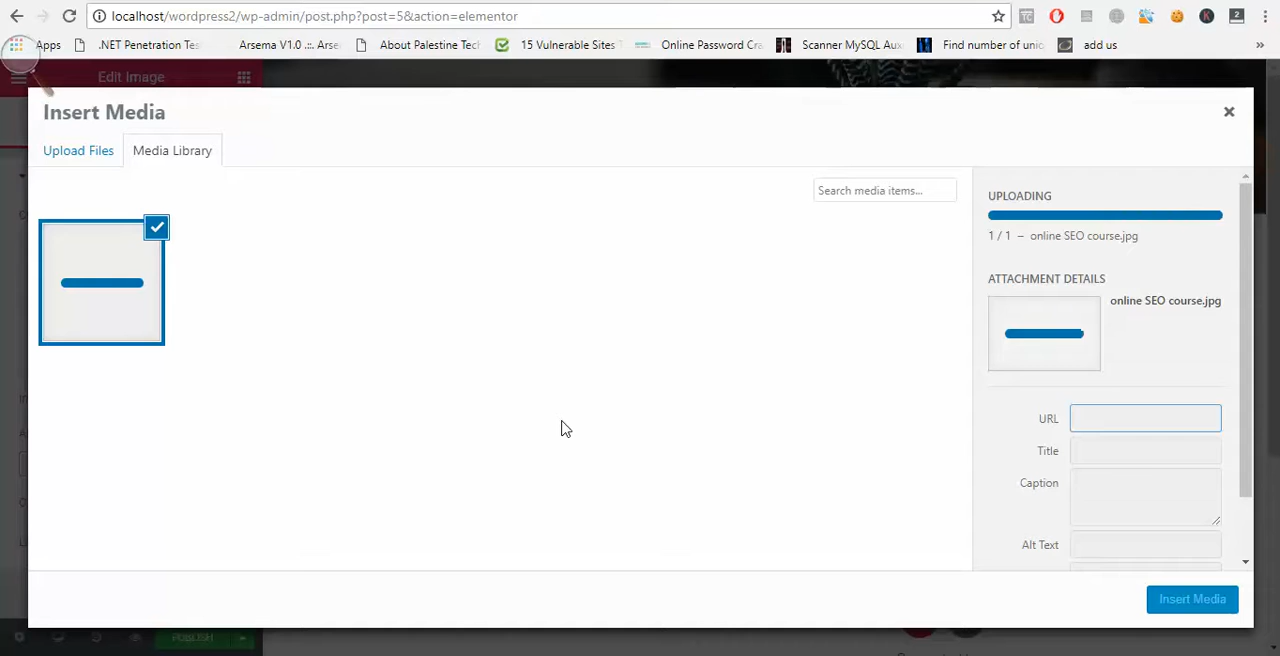 localhost/wordpress2/wp-admin/post.php?post=5&action=elementor
Apps .NET Penetration Tes Arsema V1.0 .:. Arse About Palestine Tech 15 Vulnerable Sites Online Password Cra Scanner MySQL Aux Find number of unio add us »
Edit Image
Insert Media
Upload Files Media Library
Search media items...
UPLOADING
1 / 1 – online SEO course.jpg
ATTACHMENT DETAILS
online SEO course.jpg
URL
Title
Caption
Alt Text
Insert Media
PUBLISH